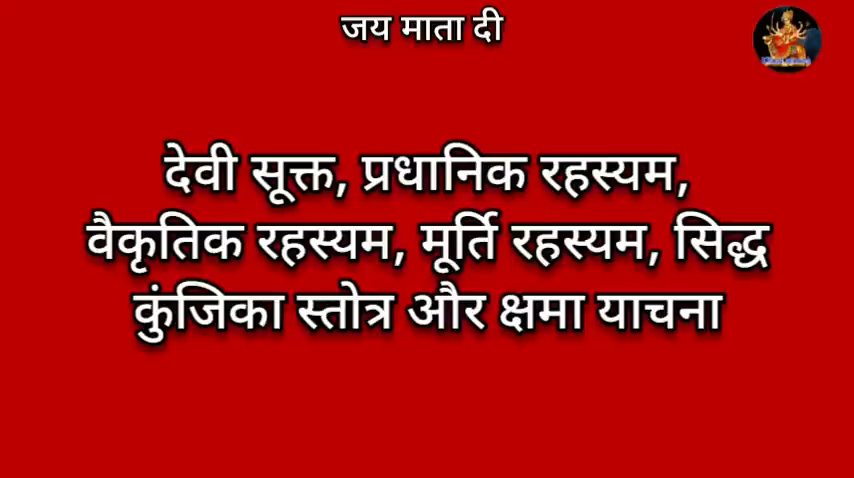 जय माता दी
देवी सूक्त, प्रधानिक रहस्यम,
वैकृतिक रहस्यम, मूर्ति रहस्यम, सिद्ध
कुंजिका स्तोत्र और क्षमा याचना